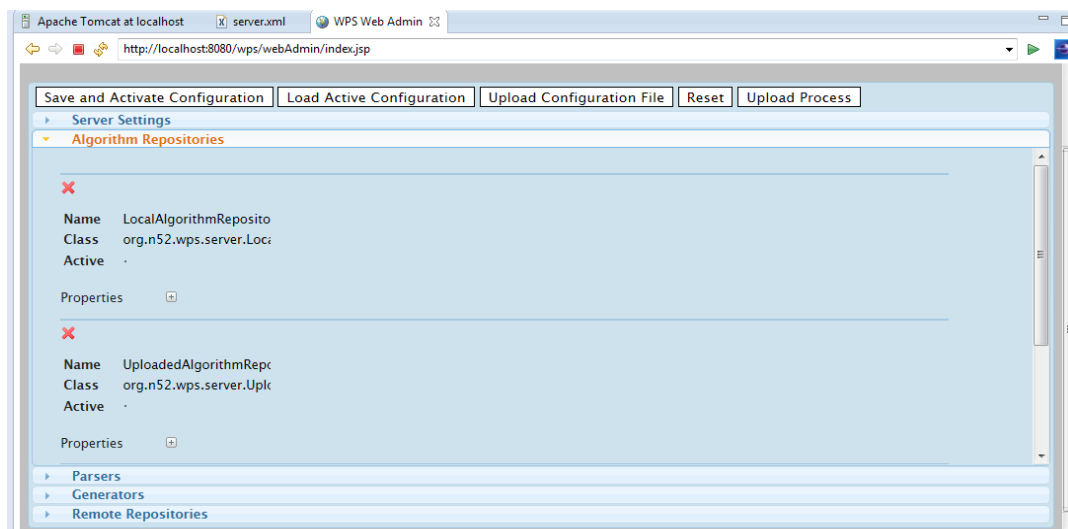 Apache Tomcat at localhost server.xml WPS Web Admin
http://localhost:8080/wps/webAdmin/index.jsp
Save and Activate Configuration Load Active Configuration Upload Configuration File Reset Upload Process
Server Settings
Algorithm Repositories
Name LocalAlgorithmReposito
Class org.n52.wps.server.Loca
Active
Properties
Name UploadedAlgorithmRepo
Class org.n52.wps.server.Uplo
Active
Properties
Parsers
Generators
Remote Repositories